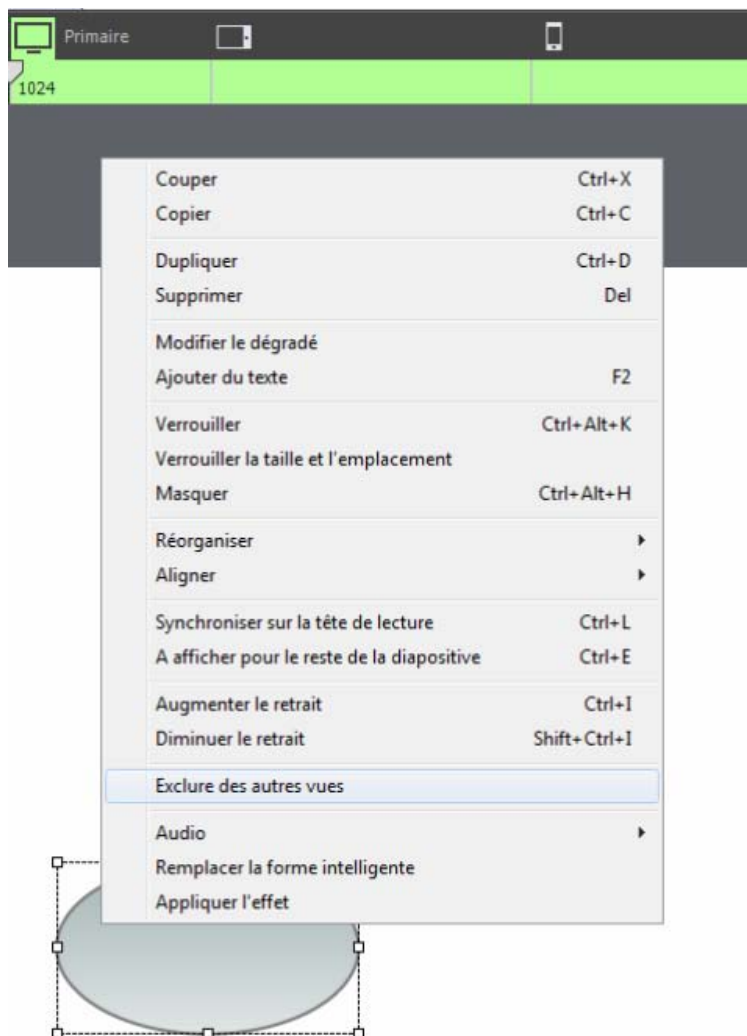 Primaire
1024
Couper Ctrl+X
Copier Ctrl+C
Dupliquer Ctrl+D
Supprimer Del
Modifier le dégradé
Ajouter du texte F2
Verrouiller Ctrl+Alt+K
Verrouiller la taille et l'emplacement
Masquer Ctrl+Alt+H
Réorganiser
Aligner
Synchroniser sur la tête de lecture Ctrl+L
A afficher pour le reste de la diapositive Ctrl+E
Augmenter le retrait Ctrl+I
Diminuer le retrait Shift+Ctrl+I
Exclure des autres vues
Audio
Remplacer la forme intelligente
Appliquer l'effet